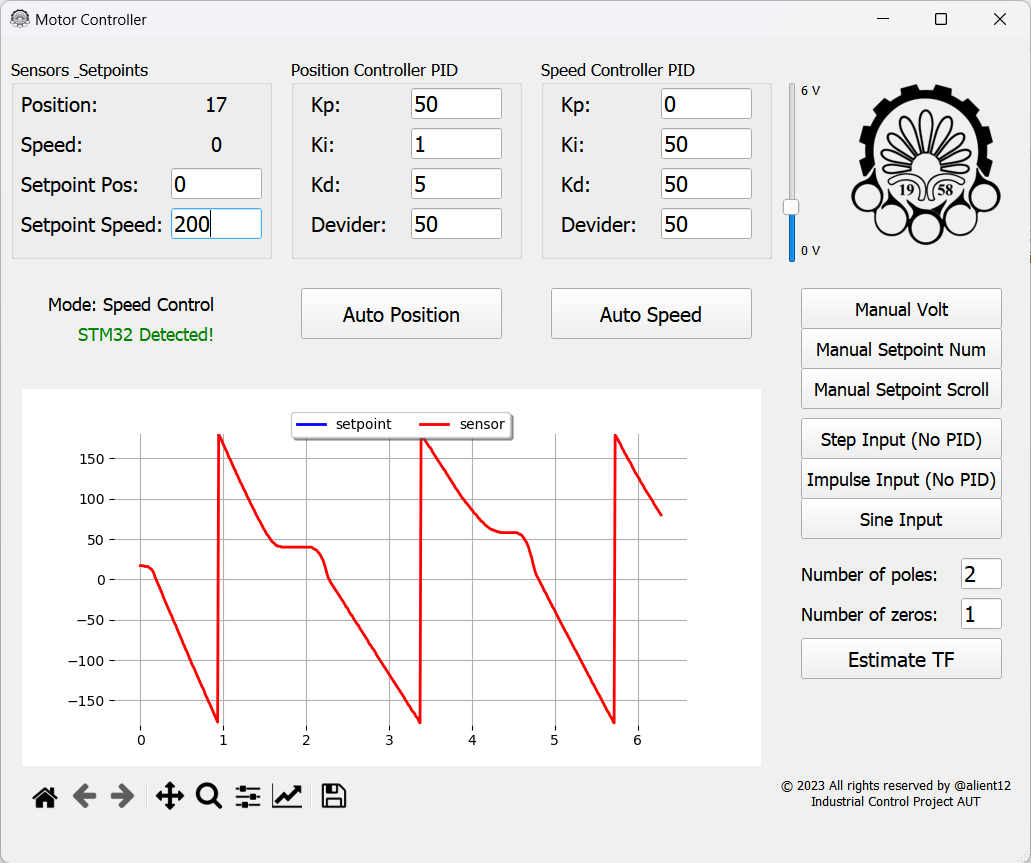 Motor Controller
Sensors _Setpoints
Position: 17
Speed: 0
Setpoint Pos: 0
Setpoint Speed: 200
Position Controller PID
Kp: 50
Ki: 1
Kd: 5
Devider: 50
Speed Controller PID
Kp: 0
Ki: 50
Kd: 50
Devider: 50
6 V
0 V
19 58
Mode: Speed Control
STM32 Detected!
Auto Position
Auto Speed
Manual Volt
Manual Setpoint Num
Manual Setpoint Scroll
Step Input (No PID)
Impulse Input (No PID)
Sine Input
Number of poles: 2
Number of zeros: 1
Estimate TF
setpoint sensor
150
100
50
0
−50
−100
−150
0 1 2 3 4 5 6
© 2023 All rights reserved by @alient12
Industrial Control Project AUT